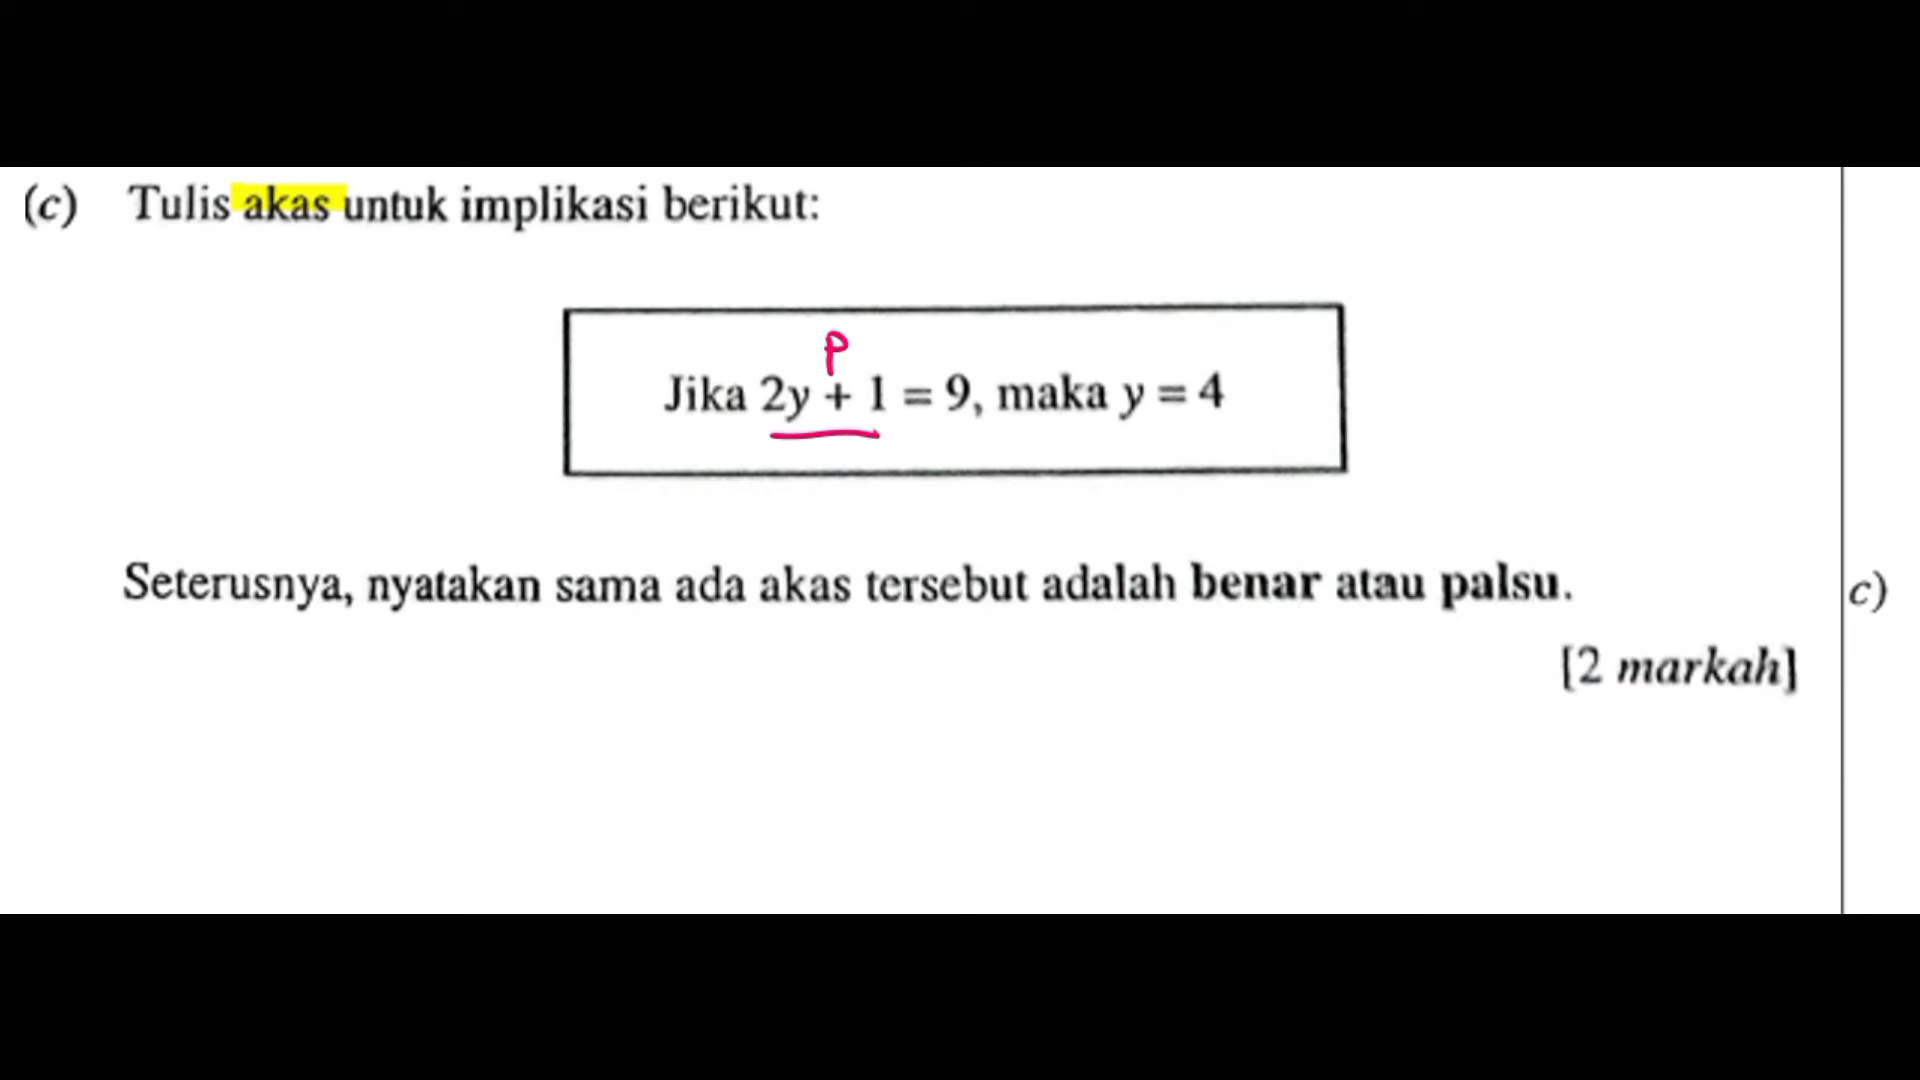 (c) Tulis akas untuk implikasi berikut:
P
Jika 2y + 1 = 9, maka y = 4
Seterusnya, nyatakan sama ada akas tersebut adalah benar atau palsu.
c)
[2 markah]